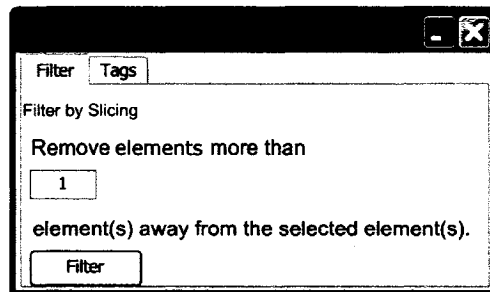 Filter Tags
Filter by Slicing
Remove elements more than
1
element(s) away from the selected element(s).
Filter